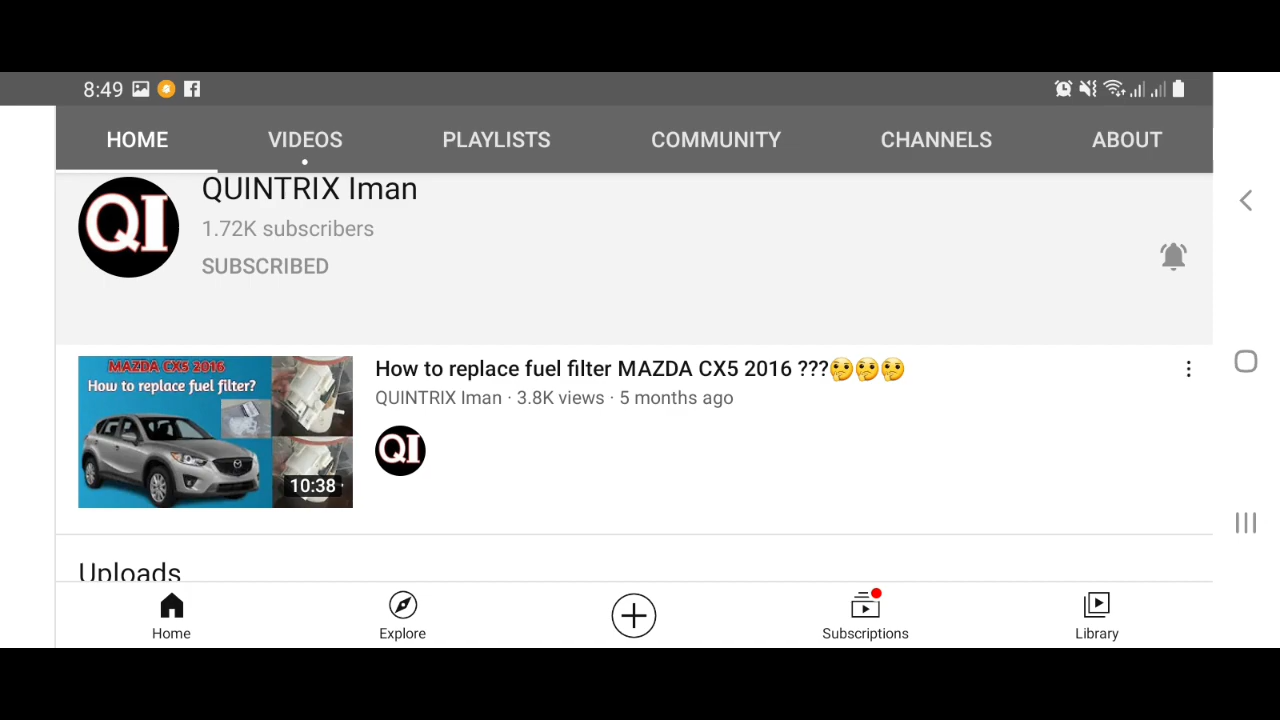 8:49
HOME VIDEOS PLAYLISTS COMMUNITY CHANNELS ABOUT
QI
QUINTRIX Iman
1.72K subscribers
SUBSCRIBED
MAZDA CX5 2016
How to replace fuel filter?
10:38
How to replace fuel filter MAZDA CX5 2016 ???🤔🤔🤔
QUINTRIX Iman · 3.8K views · 5 months ago
QI
Uploads
Home Explore Subscriptions Library